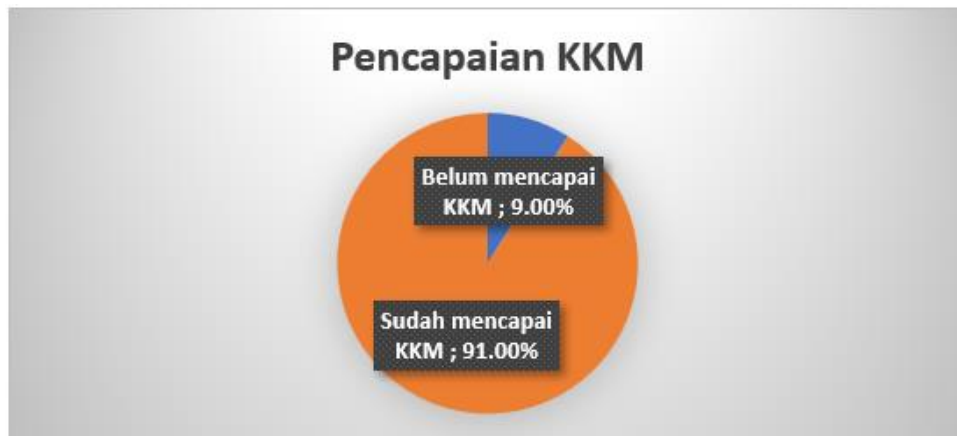 Pencapaian KKM
Belum mencapai
KKM ; 9.00%
Sudah mencapai
KKM ; 91.00%